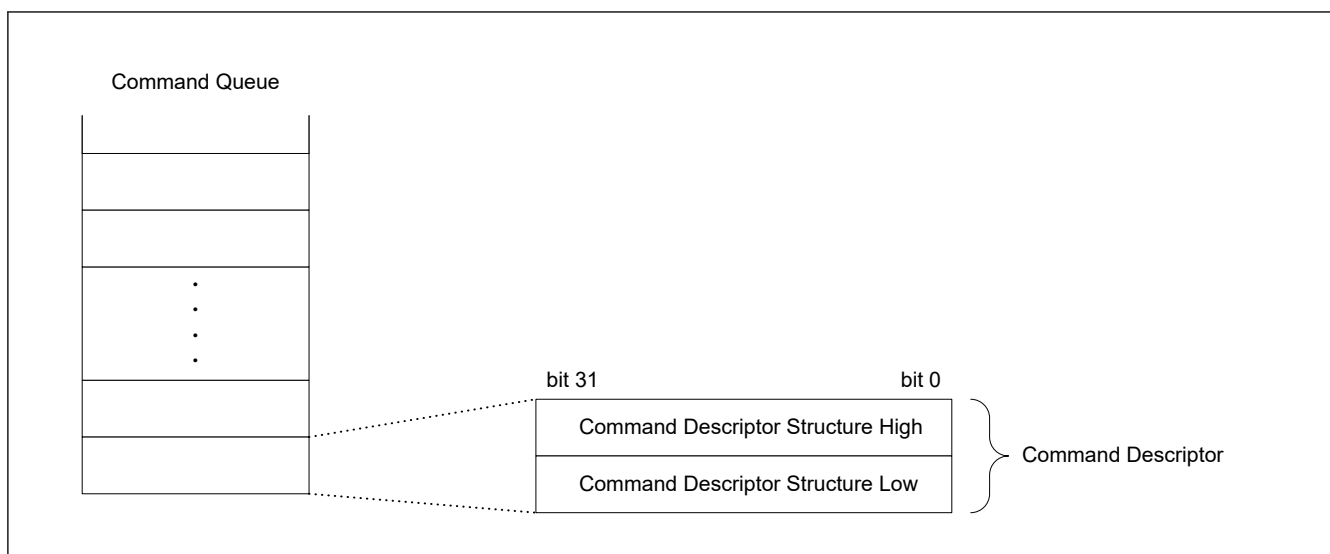 Command Queue
bit 31 bit 0
Command Descriptor Structure High
Command Descriptor
Command Descriptor Structure Low